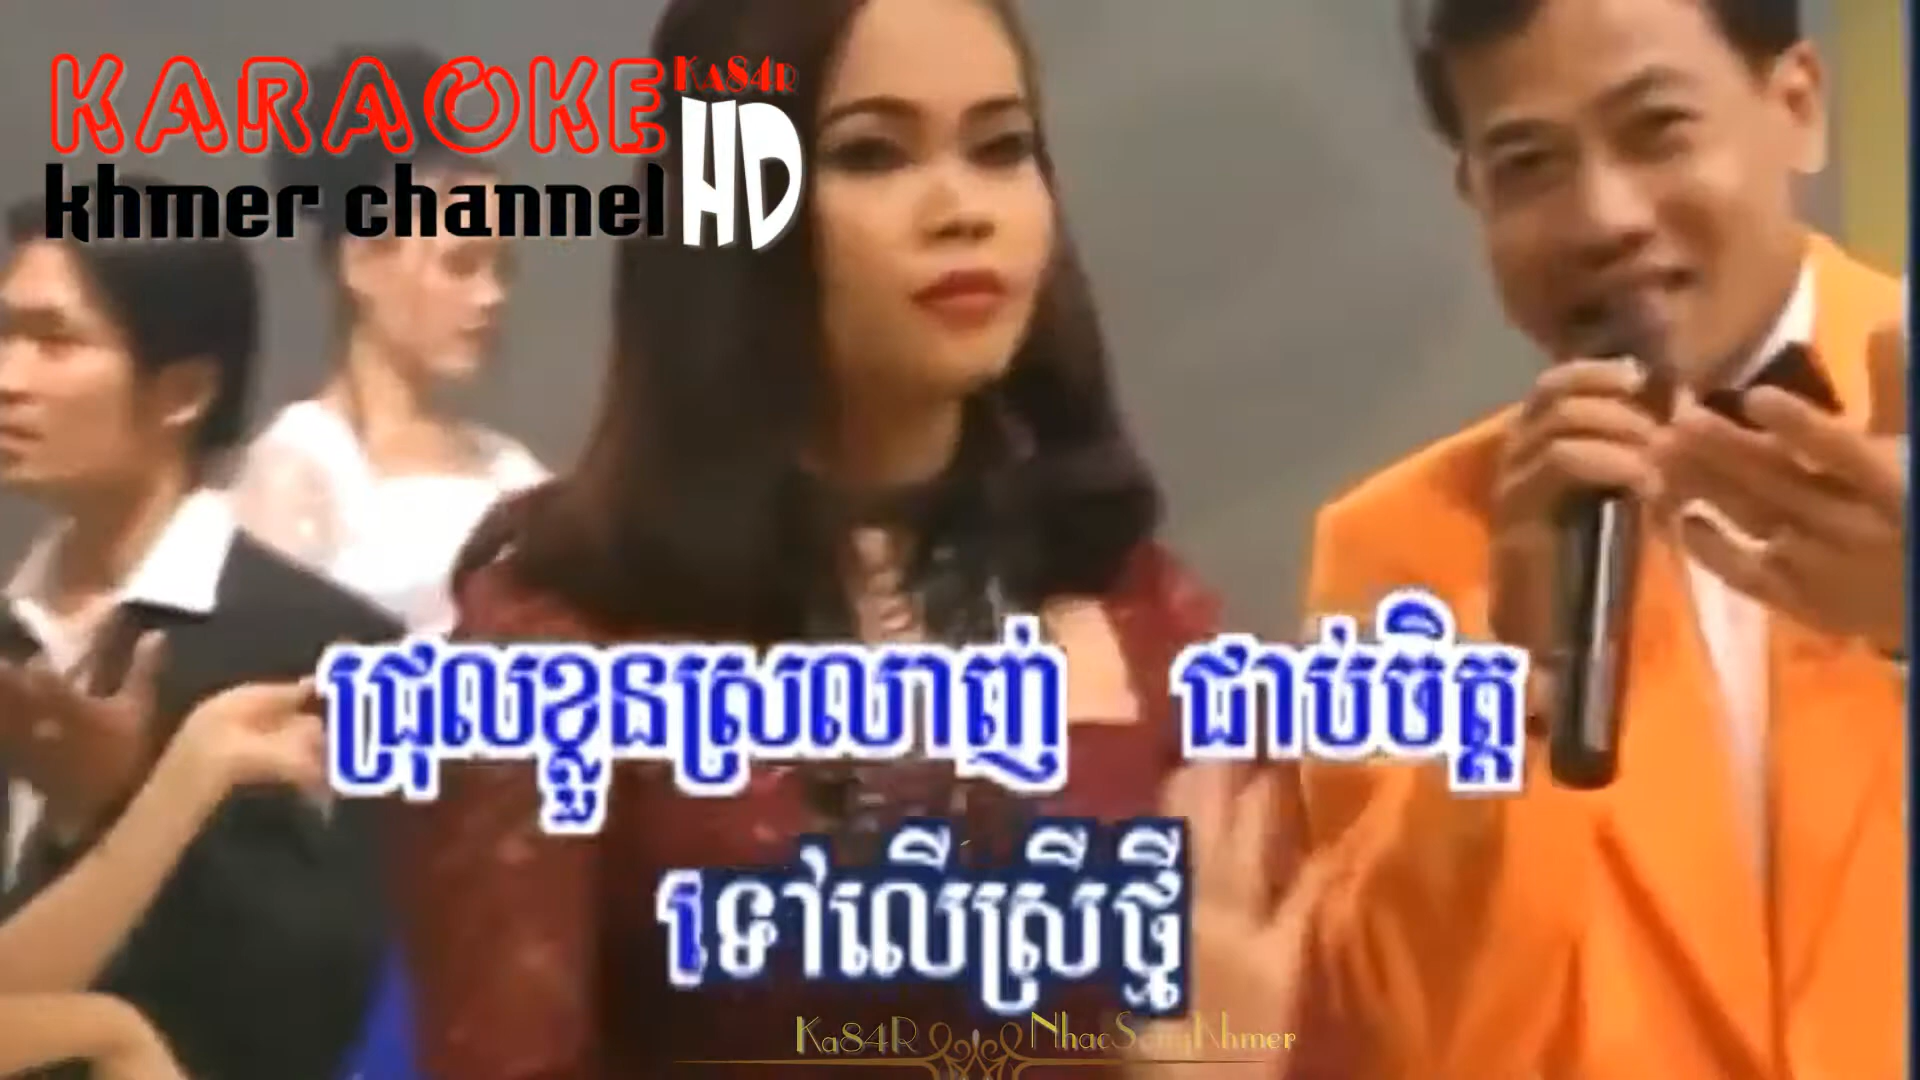 KARAOKE Ka84R
khmer channel HD
ជ្រុលខ្លួនស្រលាញ់ ជាប់ចិត្ត
ទៅលើស្រីថ្មី
Ka84R NhacSongKhmer